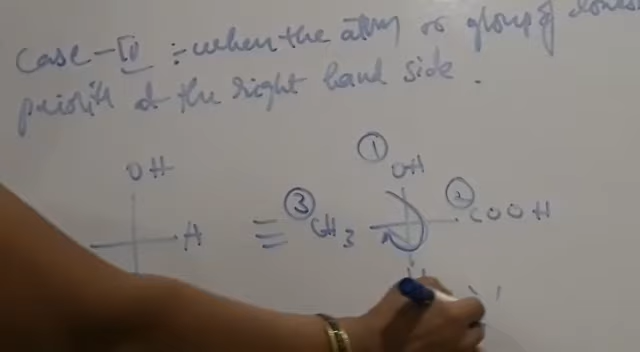 Case - II :- when the atom or group of lowest
priority at the right hand side .
OH
H
≡
①
OH
③ CH3
② COOH
H